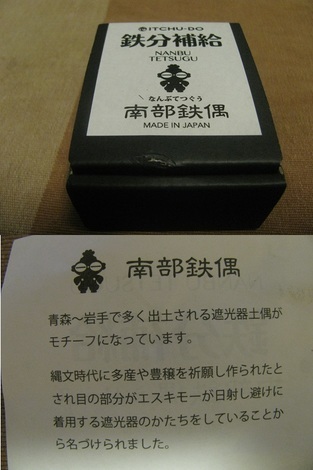 ITCHU-DO
鉄分補給
NANBU
TETSUGU
なんぶてつぐう
南部鉄偶
MADE IN JAPAN
南部鉄偶
青森〜岩手で多く出土される遮光器土偶が
モチーフになっています。
縄文時代に多産や豊穣を祈願し作られたと
され目の部分がエスキモーが日射し避けに
着用する遮光器のかたちをしていることか
ら名づけられました。